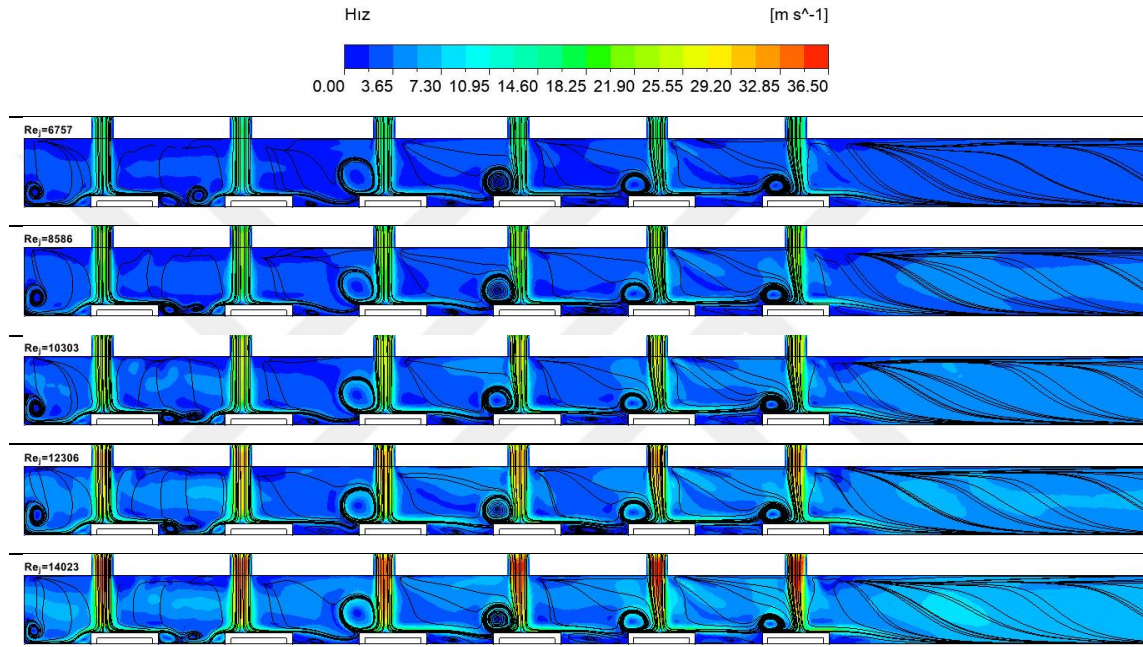 Hız [m s^-1]
0.00 3.65 7.30 10.95 14.60 18.25 21.90 25.55 29.20 32.85 36.50
Rej=6757
Rej=8586
Rej=10303
Rej=12306
Rej=14023